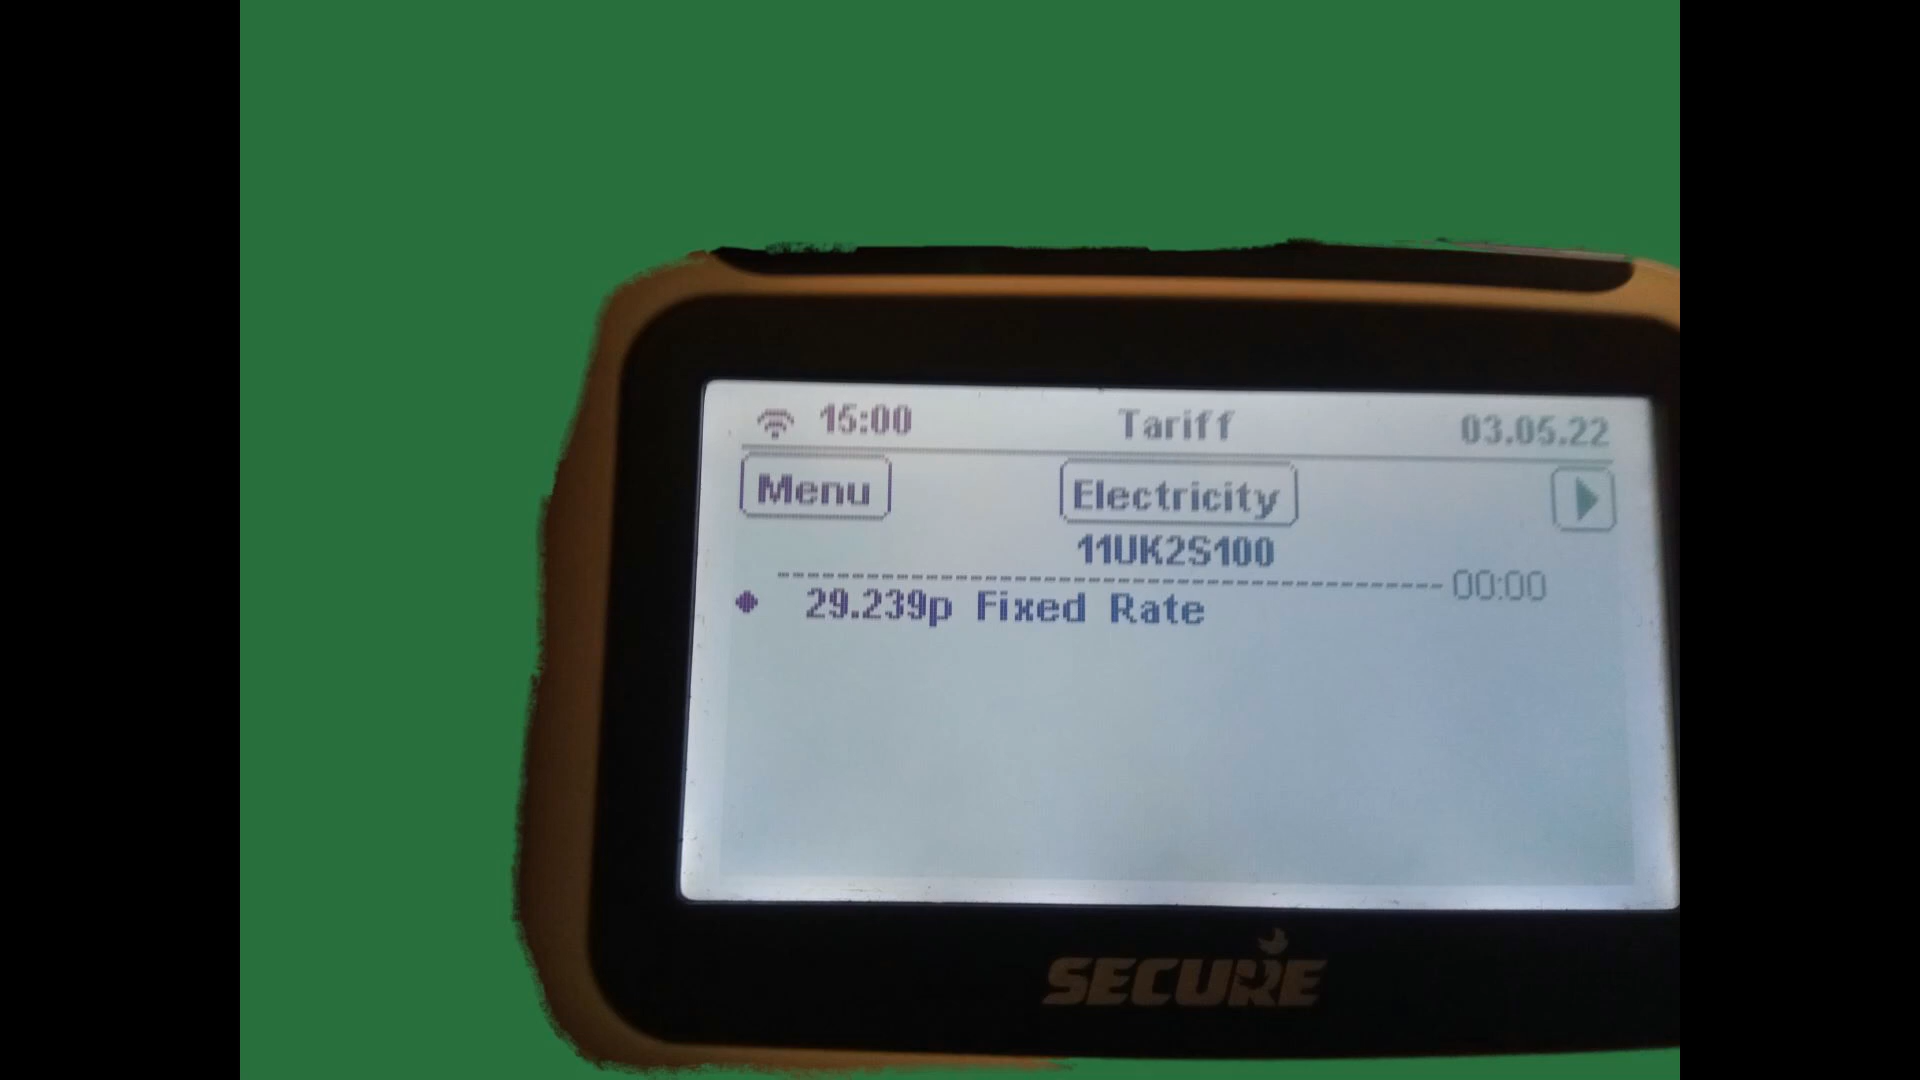 15:00 Tariff 03.05.22
Menu Electricity
11UK2S100
00:00
29.239p Fixed Rate
SECURE